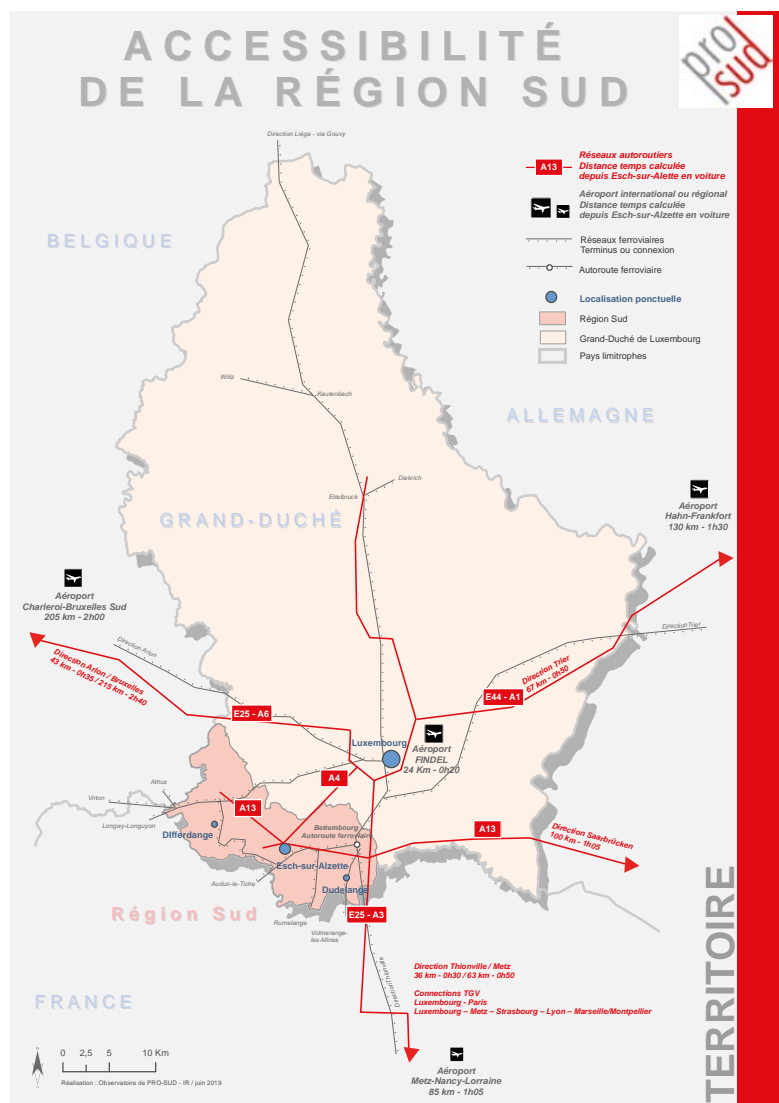 ACCESSIBILITÉ
DE LA RÉGION SUD
pro
sud
Direction Liège - via Gouvy
A13
Réseaux autoroutiers
Distance temps calculée
depuis Esch-sur-Alette en voiture
Aéroport international ou régional
Distance temps calculée
depuis Esch-sur-Alzette en voiture
Réseaux ferroviaires
Terminus ou connexion
Autoroute ferroviaire
Localisation ponctuelle
Région Sud
Grand-Duché de Luxembourg
Pays limitrophes
BELGIQUE
Wiltz
Kautenbach
ALLEMAGNE
Diekrich
Ettelbruck
GRAND-DUCHÉ
Aéroport
Hahn-Frankfort
130 km - 1h30
Aéroport
Charleroi-Bruxelles Sud
205 km - 2h00
Direction Arlon
Direction Trier
Direction Arlon / Bruxelles
43 km - 0h35 / 215 km - 2h40
Direction Trier
67 km - 0h50
E44 - A1
E25 - A6
Luxembourg
Aéroport
FINDEL
24 Km - 0h20
A4
Athus
Virton
A13
Longwy-Longuyon
Differdange
Bettembourg
Autoroute ferroviaire
A13
Direction Saarbrücken
100 km - 1h05
Esch-sur-Alzette
Audun-le-Tiche
Dudelange
Région Sud
E25 - A3
Rumelange
Volmerange-
les-Mines
Direction Thionville
Direction Thionville / Metz
36 km - 0h30 / 63 km - 0h50
Connections TGV
Luxembourg - Paris
Luxembourg – Metz – Strasbourg – Lyon – Marseille/Montpellier
FRANCE
TERRITOIRE
0 2,5 5 10 Km
Réalisation : Observatoire de PRO-SUD - IR / juin 2019
Aéroport
Metz-Nancy-Lorraine
85 km - 1h05